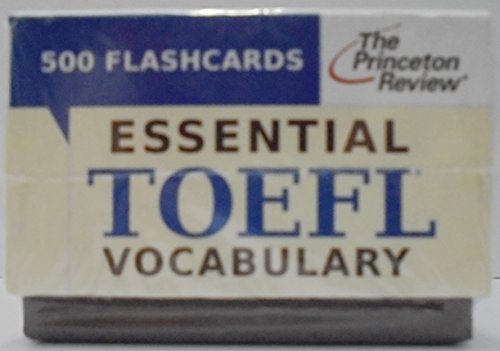 500 FLASHCARDS
The
Princeton
Review®
ESSENTIAL
TOEFL®
VOCABULARY